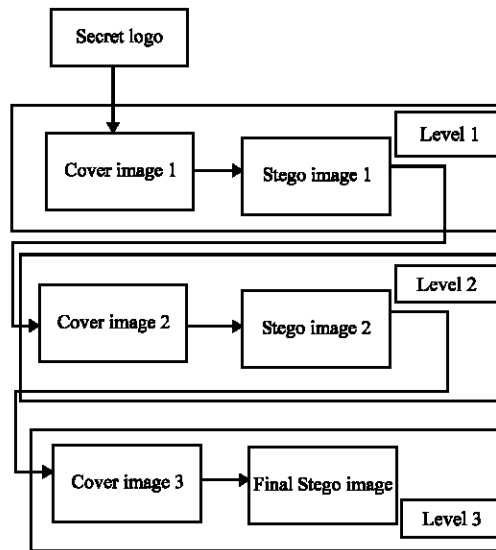 Secret logo
Level 1
Cover image 1
Stego image 1
Level 2
Cover image 2
Stego image 2
Cover image 3
Final Stego image
Level 3